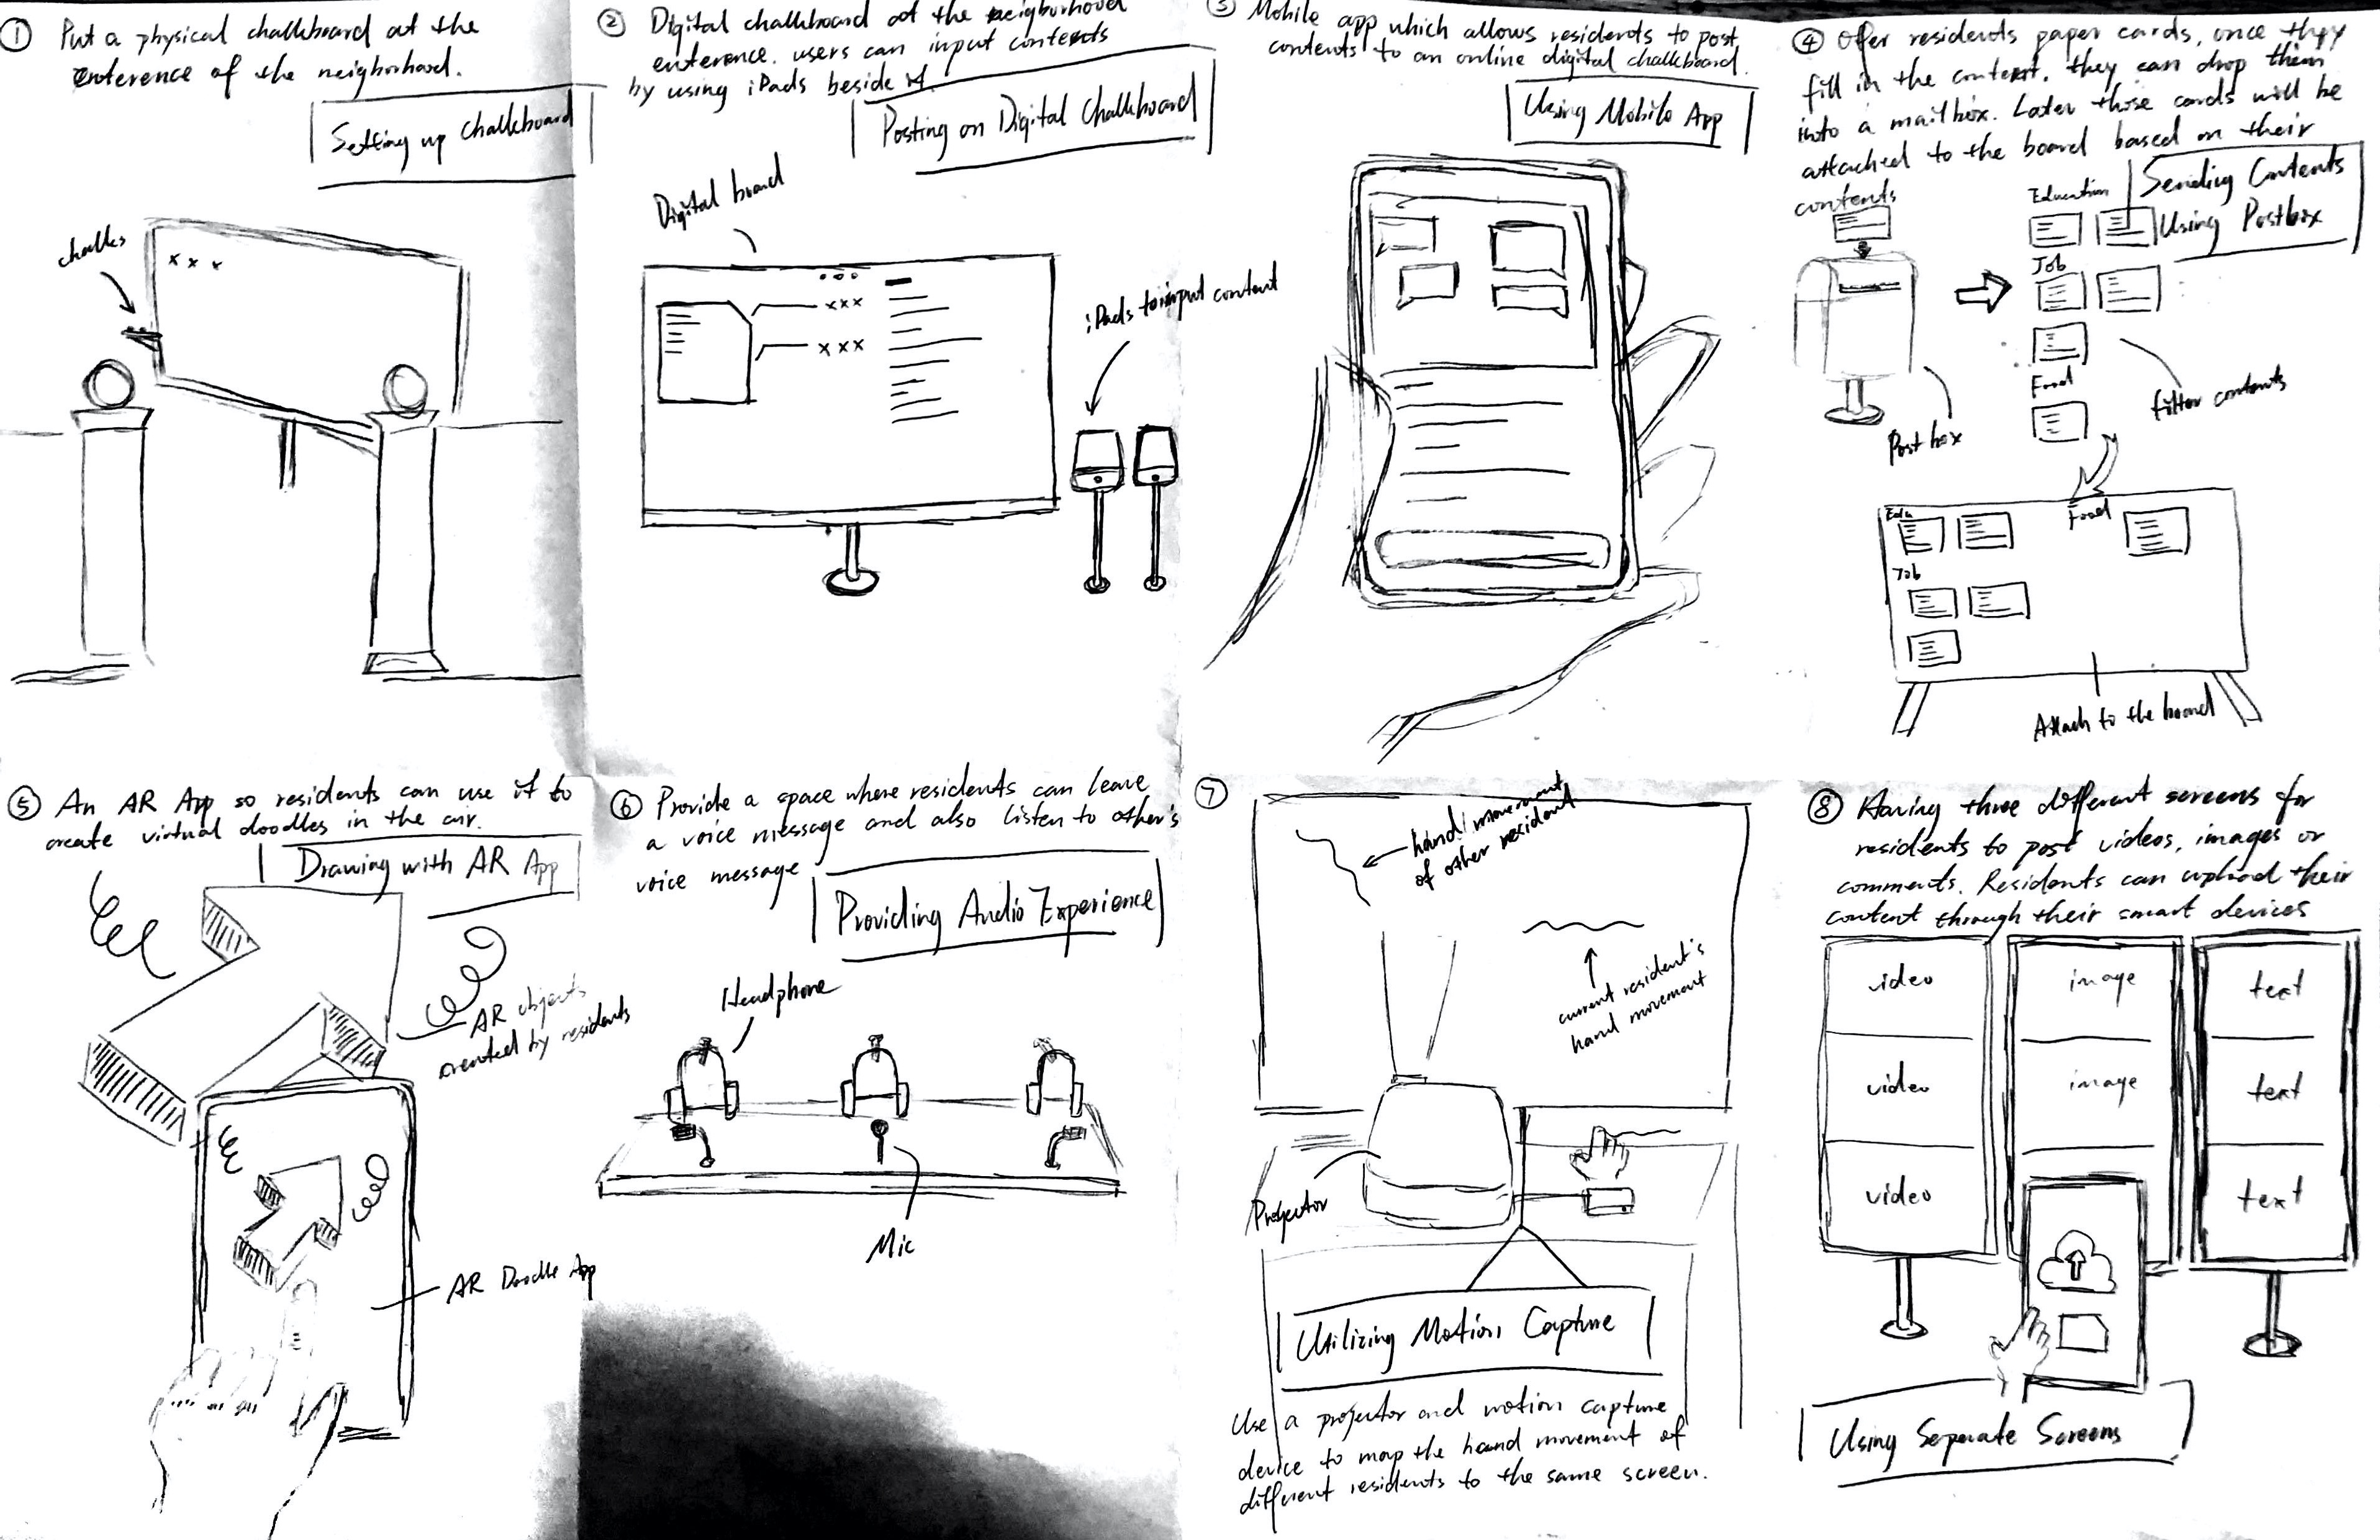 ① Put a physical chalkboard at the
enterence of the neighorhood.
Setting up chalkboard
chalks
x x x
② Digital chalkboard at the neighborhood
enterence. users can input contents
by using iPads beside it.
Posting on Digital Chalkboard
Digital board
xxx
xxx
iPads to input content
3 Mobile app which allows residents to post
contents to an online digital chalkboard.
Using Mobile App
④ Offer residents paper cards, once they
fill in the content. they can drop them
into a mailbox. Later those cards will be
attached to the board based on their
contents
Sending Contents
Using Postbox
Education
Job
Food
Post box
filter contents
Edu
Food
Job
Attach to the board
⑤ An AR App so residents can use it to
create virtual doodles in the air.
Drawing with AR App
AR objects
created by residents
AR Doodle App
⑥ Provide a space where residents can leave
a voice message and also listen to other's
voice message
Providing Audio Experience
Headphone
Mic
⑦
hand movement
of other resident
current resident's
hand movement
Projector
Utilizing Motion Capture
Use a projector and motion capture
device to map the hand movement of
different residents to the same screen.
⑧ Having three different screens for
residents to post videos, images or
comments. Residents can upload their
content through their smart devices
video
image
text
video
image
text
video
text
Using Seperate Screens